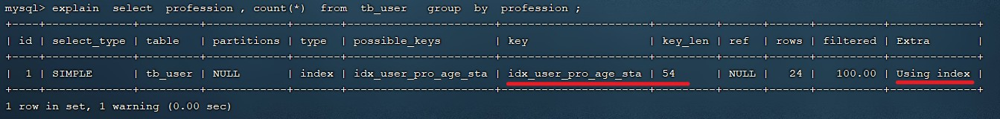 mysql> explain  select  profession , count(*)  from  tb_user   group  by  profession ;
+----+-------------+---------+------------+-------+----------------------+----------------------+---------+------+------+----------+-------------+
| id | select_type | table   | partitions | type  | possible_keys        | key                  | key_len | ref  | rows | filtered | Extra       |
+----+-------------+---------+------------+-------+----------------------+----------------------+---------+------+------+----------+-------------+
|  1 | SIMPLE      | tb_user | NULL       | index | idx_user_pro_age_sta | idx_user_pro_age_sta | 54      | NULL |   24 |   100.00 | Using index |
+----+-------------+---------+------------+-------+----------------------+----------------------+---------+------+------+----------+-------------+
1 row in set, 1 warning (0.00 sec)